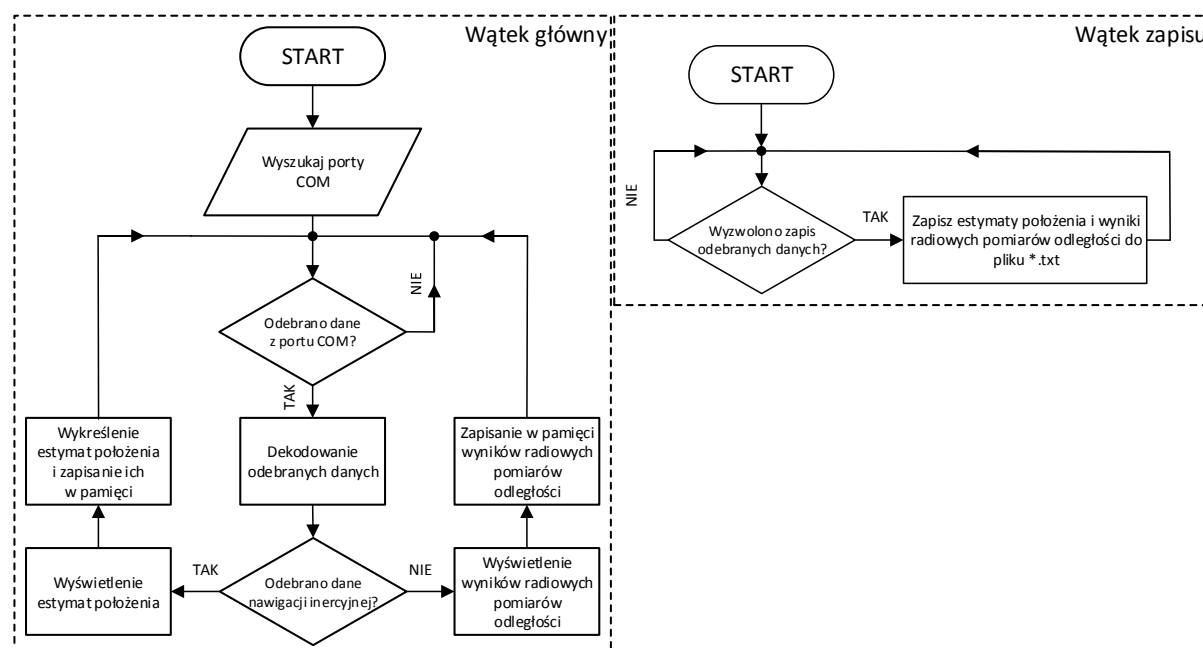 Wątek główny
START
Wyszukaj porty
COM
NIE
Odebrano dane
z portu COM?
TAK
Wykreślenie
estymat położenia
i zapisanie ich
w pamięci
Dekodowanie
odebranych danych
Zapisanie w pamięci
wyników radiowych
pomiarów
odległości
Wyświetlenie
estymat położenia
TAK
Odebrano dane
nawigacji inercyjnej?
NIE
Wyświetlenie
wyników radiowych
pomiarów
odległości
Wątek zapisu
START
NIE
Wyzwolono zapis
odebranych danych?
TAK
Zapisz estymaty położenia i wyniki
radiowych pomiarów odległości do
pliku *.txt